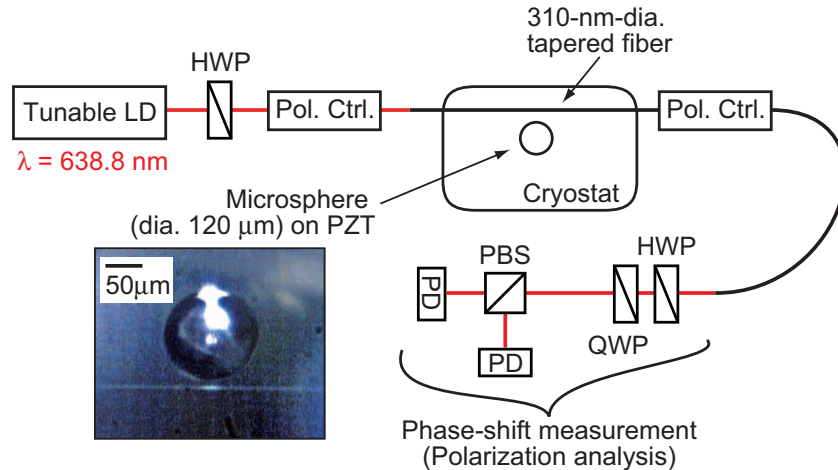 310-nm-dia.
tapered fiber
HWP
Tunable LD
Pol. Ctrl.
Pol. Ctrl.
λ = 638.8 nm
Microsphere
(dia. 120 μm) on PZT
Cryostat
50μm
PBS
HWP
PD
QWP
PD
Phase-shift measurement
(Polarization analysis)